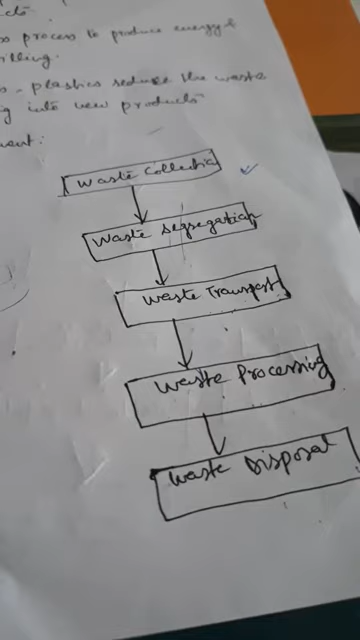 process to produce energy &
plastics reduce the waste
into new products
Waste Collection
Waste Segregation
Waste Transport
Waste Processing
Waste Disposal